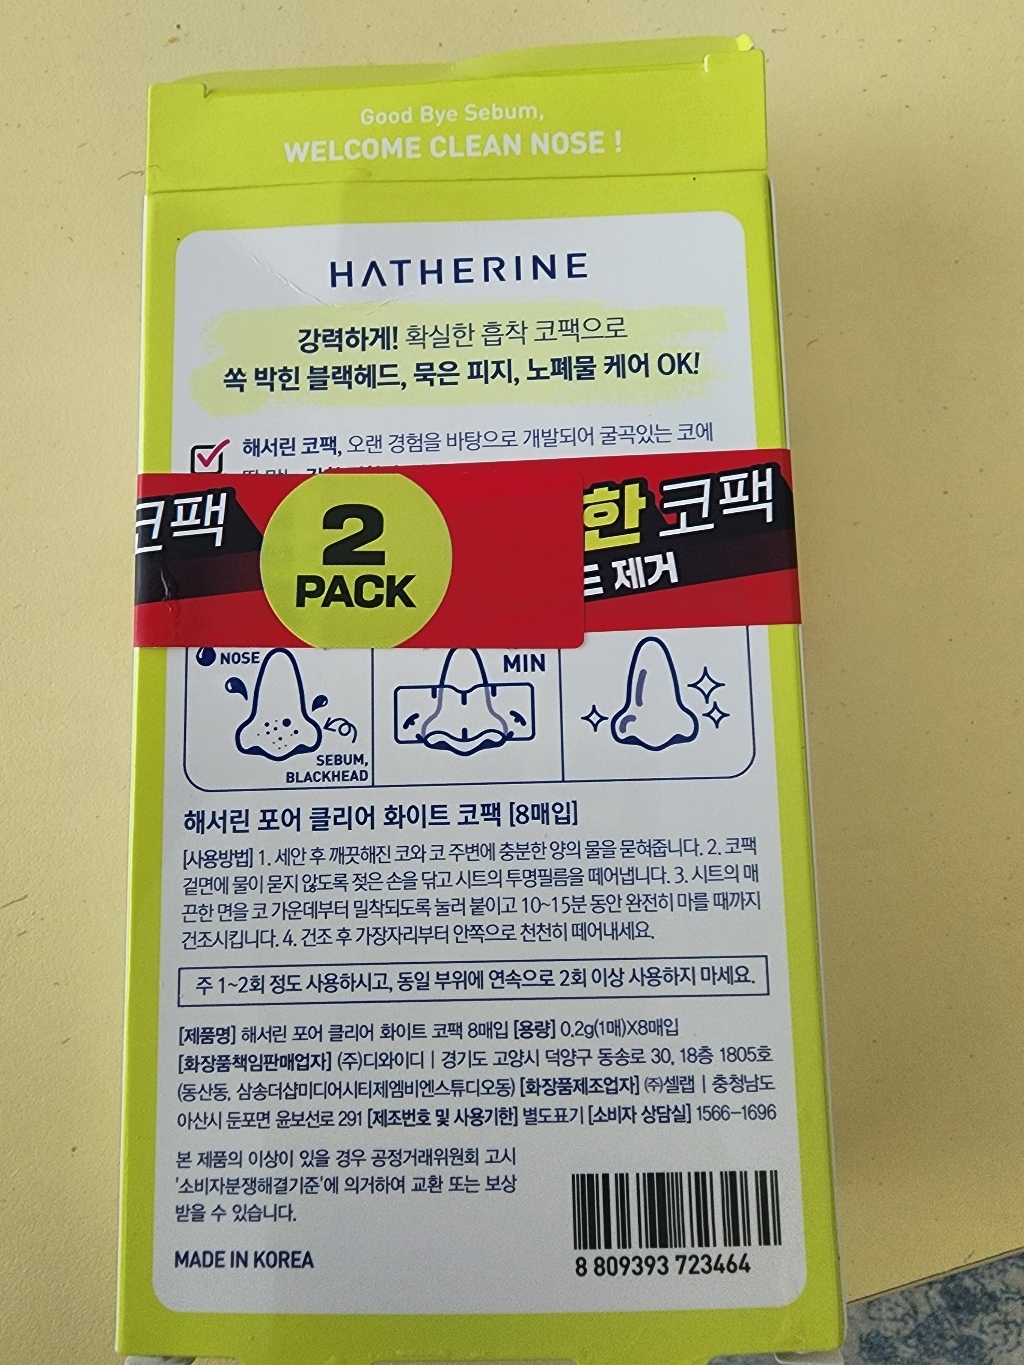 Good Bye Sebum,
WELCOME CLEAN NOSE !
HATHERINE
강력하게! 확실한 흡착 코팩으로
쏙 박힌 블랙헤드, 묵은 피지, 노폐물 케어 OK!
해서린 코팩, 오랜 경험을 바탕으로 개발되어 굴곡있는 코에
코팩
2
PACK
한 코팩
드 제거
NOSE
SEBUM,
BLACKHEAD
MIN
해서린 포어 클리어 화이트 코팩 [8매입]
[사용방법] 1. 세안 후 깨끗해진 코와 코 주변에 충분한 양의 물을 묻혀줍니다. 2. 코팩
겉면에 물이 묻지 않도록 젖은 손을 닦고 시트의 투명필름을 떼어냅니다. 3. 시트의 매
끈한 면을 코 가운데부터 밀착되도록 눌러 붙이고 10~15분 동안 완전히 마를 때까지
건조시킵니다. 4. 건조 후 가장자리부터 안쪽으로 천천히 떼어내세요.
주 1~2회 정도 사용하시고, 동일 부위에 연속으로 2회 이상 사용하지 마세요.
[제품명] 해서린 포어 클리어 화이트 코팩 8매입 [용량] 0.2g(1매)X8매입
[화장품책임판매업자] (주)디와이디 | 경기도 고양시 덕양구 동송로 30, 18층 1805호
(동산동, 삼송더샵미디어시티제엠비엔스튜디오동) [화장품제조업자] ㈜셀랩 | 충청남도
아산시 둔포면 윤보선로 291 [제조번호 및 사용기한] 별도표기 [소비자 상담실] 1566-1696
본 제품의 이상이 있을 경우 공정거래위원회 고시
'소비자분쟁해결기준'에 의거하여 교환 또는 보상
받을 수 있습니다.
MADE IN KOREA
8 809393 723464